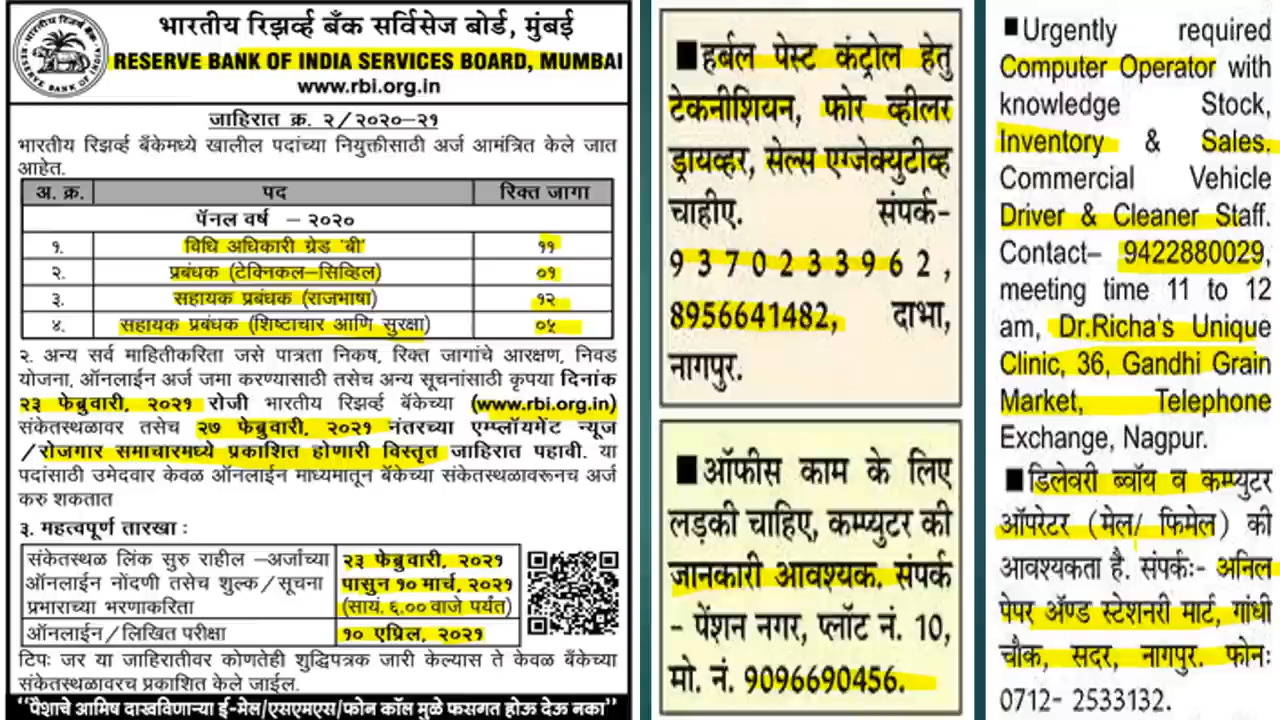 भारतीय रिझर्व्ह बँक सर्विसेज बोर्ड, मुंबई
RESERVE BANK OF INDIA SERVICES BOARD, MUMBAI
www.rbi.org.in
जाहिरात क्र. २/२०२०–२१
भारतीय रिझर्व्ह बँकेमध्ये खालील पदांच्या नियुक्तीसाठी अर्ज आमंत्रित केले जात
आहेत.
अ. क्र. पद रिक्त जागा
पॅनल वर्ष – २०२०
१. विधि अधिकारी ग्रेड 'बी' ११
२. प्रबंधक (टेक्निकल–सिव्हिल) ०१
३. सहायक प्रबंधक (राजभाषा) १२
४. सहायक प्रबंधक (शिष्टाचार आणि सुरक्षा) ०५
२. अन्य सर्व माहितीकरिता जसे पात्रता निकष, रिक्त जागांचे आरक्षण, निवड
योजना, ऑनलाईन अर्ज जमा करण्यासाठी तसेच अन्य सूचनांसाठी कृपया दिनांक
२३ फेब्रुवारी, २०२१ रोजी भारतीय रिझर्व्ह बँकेच्या (www.rbi.org.in)
संकेतस्थळावर तसेच २७ फेब्रुवारी, २०२१ नंतरच्या एम्प्लॉयमेंट न्यूज
/रोजगार समाचारमध्ये प्रकाशित होणारी विस्तृत जाहिरात पहावी. या
पदांसाठी उमेदवार केवळ ऑनलाईन माध्यमातून बँकेच्या संकेतस्थळावरूनच अर्ज
करु शकतात
३. महत्वपूर्ण तारखा :
संकेतस्थळ लिंक सुरु राहील –अर्जांच्या
ऑनलाईन नोंदणी तसेच शुल्क/सूचना
प्रभाराच्या भरणाकरिता
२३ फेब्रुवारी, २०२१
पासुन १० मार्च, २०२१
(सायं. ६.०० वाजे पर्यंत)
ऑनलाईन/लिखित परीक्षा १० एप्रिल, २०२१
टिपः जर या जाहिरातीवर कोणतेही शुद्धिपत्रक जारी केल्यास ते केवळ बँकेच्या
संकेतस्थळावरच प्रकाशित केले जाईल.
"पैशाचे आमिष दाखविणाऱ्या ई-मेल/एसएमएस/फोन कॉल मुळे फसगत होऊ देऊ नका"
■हर्बल पेस्ट कंट्रोल हेतु
टेकनीशियन, फोर व्हीलर
ड्रायव्हर, सेल्स एग्जेक्युटीव्ह
चाहीए. संपर्क-
9370233962,
8956641482, दाभा,
नागपुर.
■ऑफीस काम के लिए
लड़की चाहिए, कम्प्युटर की
जानकारी आवश्यक. संपर्क
- पेंशन नगर, प्लॉट नं. 10,
मो. नं. 9096690456.
■Urgently required
Computer Operator with
knowledge Stock,
Inventory & Sales.
Commercial Vehicle
Driver & Cleaner Staff.
Contact– 9422880029,
meeting time 11 to 12
am, Dr.Richa's Unique
Clinic, 36, Gandhi Grain
Market, Telephone
Exchange, Nagpur.
■डिलेवरी ब्वॉय व कम्प्युटर
ऑपरेटर (मेल/ फिमेल) की
आवश्यकता है. संपर्कः- अनिल
पेपर ॲण्ड स्टेशनरी मार्ट, गांधी
चौक, सदर, नागपुर. फोनः
0712- 2533132.